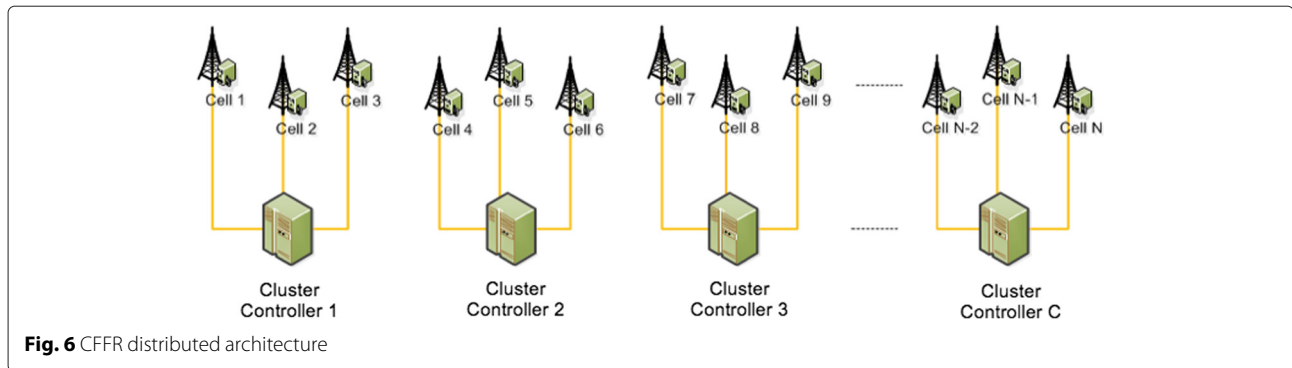 Cell 1
Cell 2
Cell 3
Cell 4
Cell 5
Cell 6
Cell 7
Cell 8
Cell 9
Cell N-2
Cell N-1
Cell N
Cluster
Controller 1
Cluster
Controller 2
Cluster
Controller 3
Cluster
Controller C
Fig. 6 CFFR distributed architecture